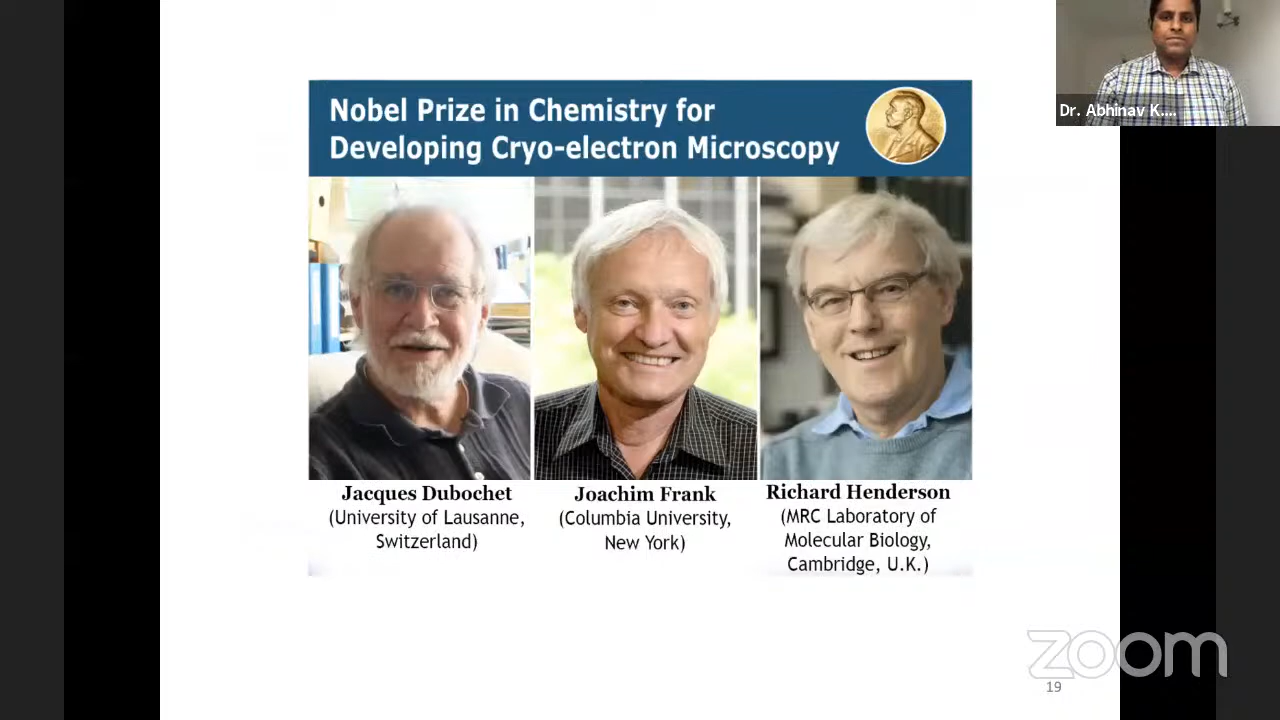 Nobel Prize in Chemistry for
Developing Cryo-electron Microscopy
Dr. Abhinav K....
Jacques Dubochet
(University of Lausanne,
Switzerland)
Joachim Frank
(Columbia University,
New York)
Richard Henderson
(MRC Laboratory of
Molecular Biology,
Cambridge, U.K.)
zoom
19